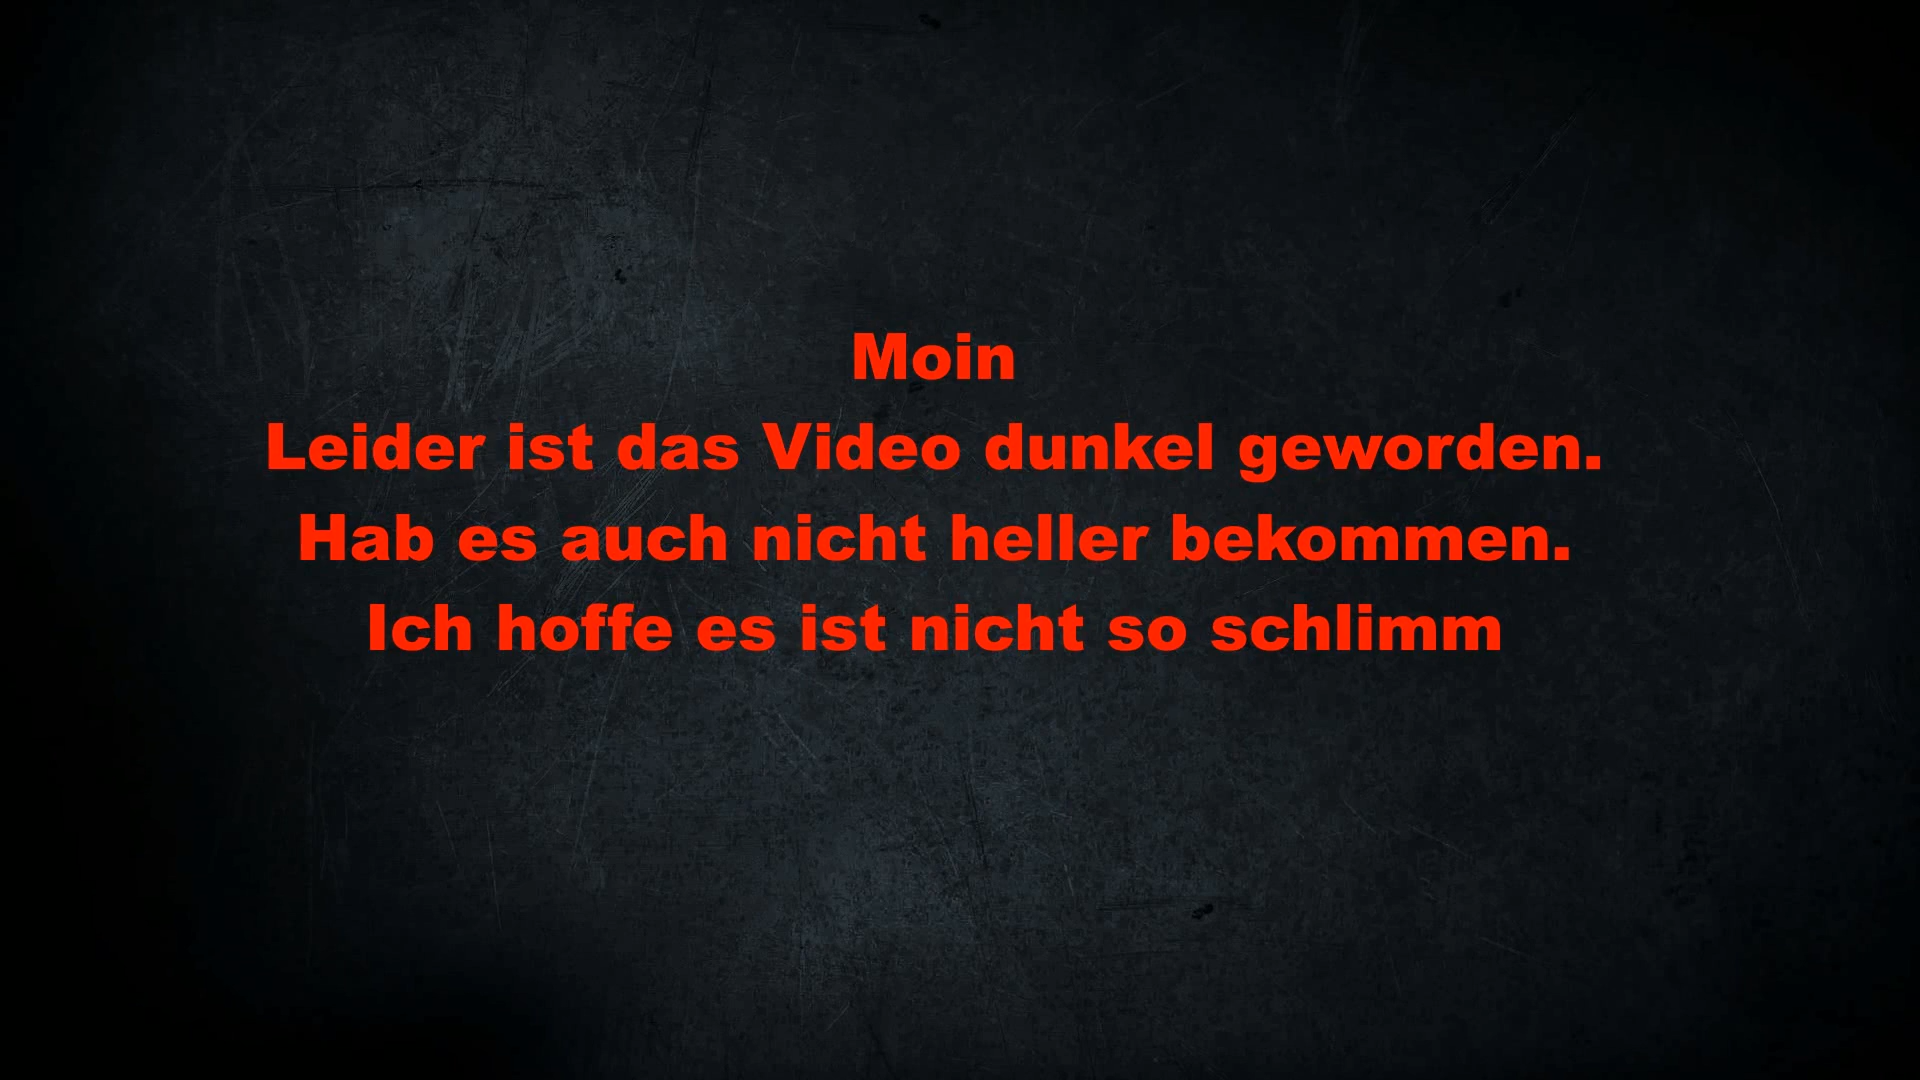 Moin
Leider ist das Video dunkel geworden.
Hab es auch nicht heller bekommen.
Ich hoffe es ist nicht so schlimm